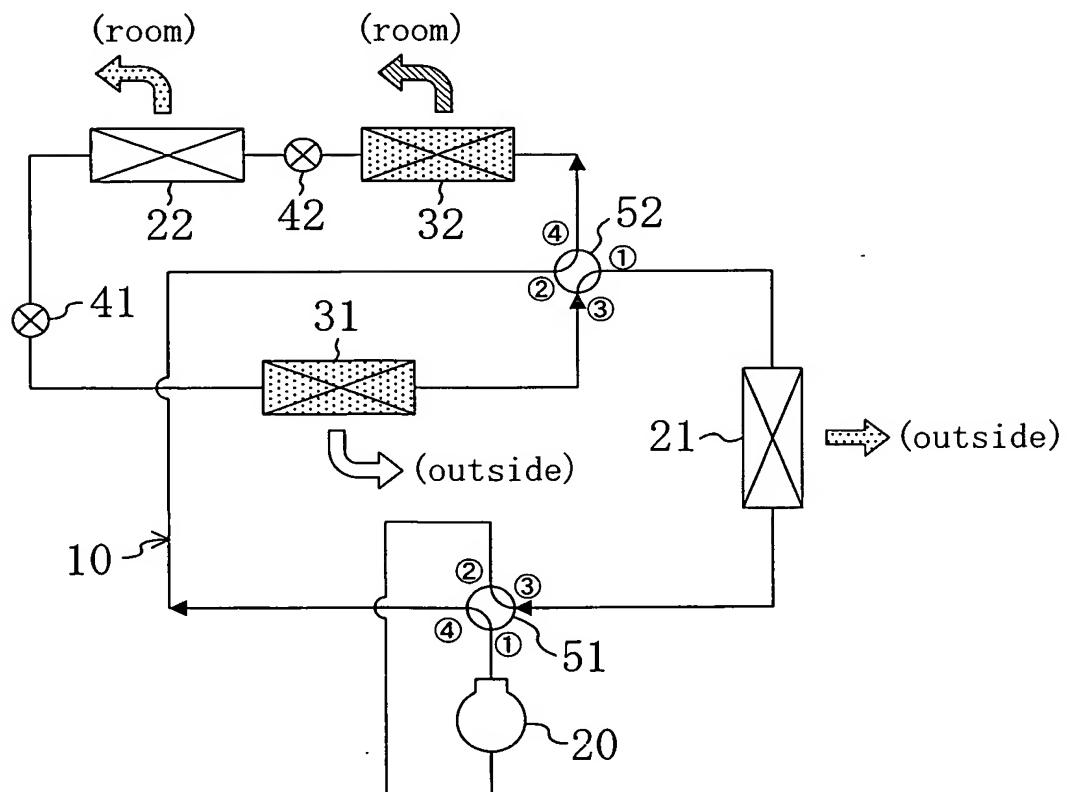 (room) (room)
22 42 32 52
④ ①
② ③
41
31
21 (outside)
(outside)
10
② ③
④ ①
51
20